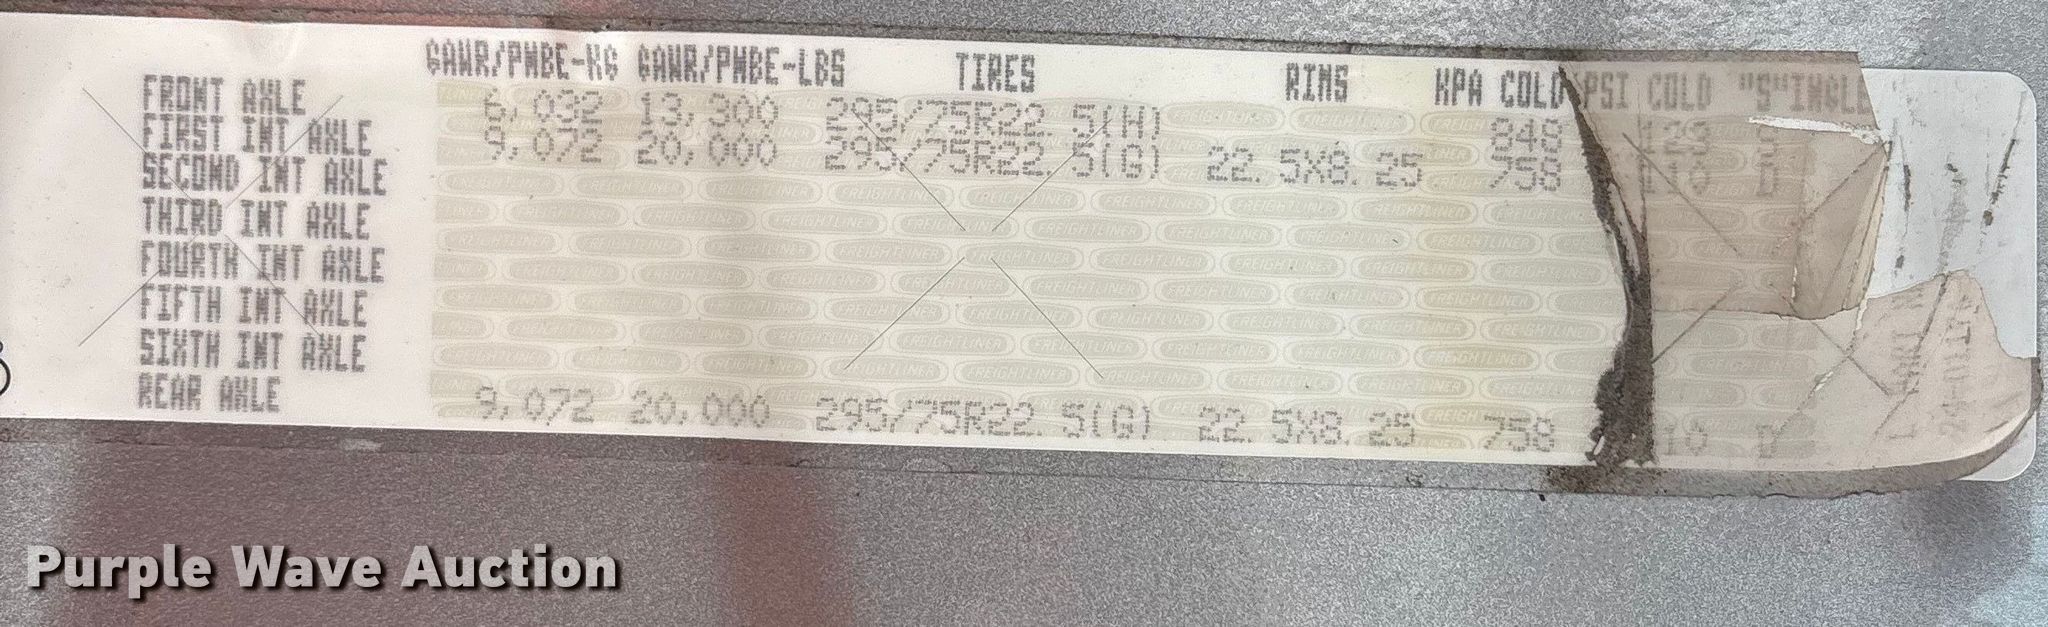 GAWR/PNBE-KG GAWR/PNBE-LBS TIRES RIMS KPA COLD PSI COLD "S"INGLE
FRONT AXLE 6,032 13,300 295/75R22.5(H) 848 123
FIRST INT AXLE 9,072 20,000 295/75R22.5(G) 22.5X8.25 758 110 D
SECOND INT AXLE
THIRD INT AXLE
FOURTH INT AXLE
FIFTH INT AXLE
SIXTH INT AXLE
REAR AXLE 9,072 20,000 295/75R22.5(G) 22.5X8.25 758 110 D
FREIGHTLINER
Purple Wave Auction